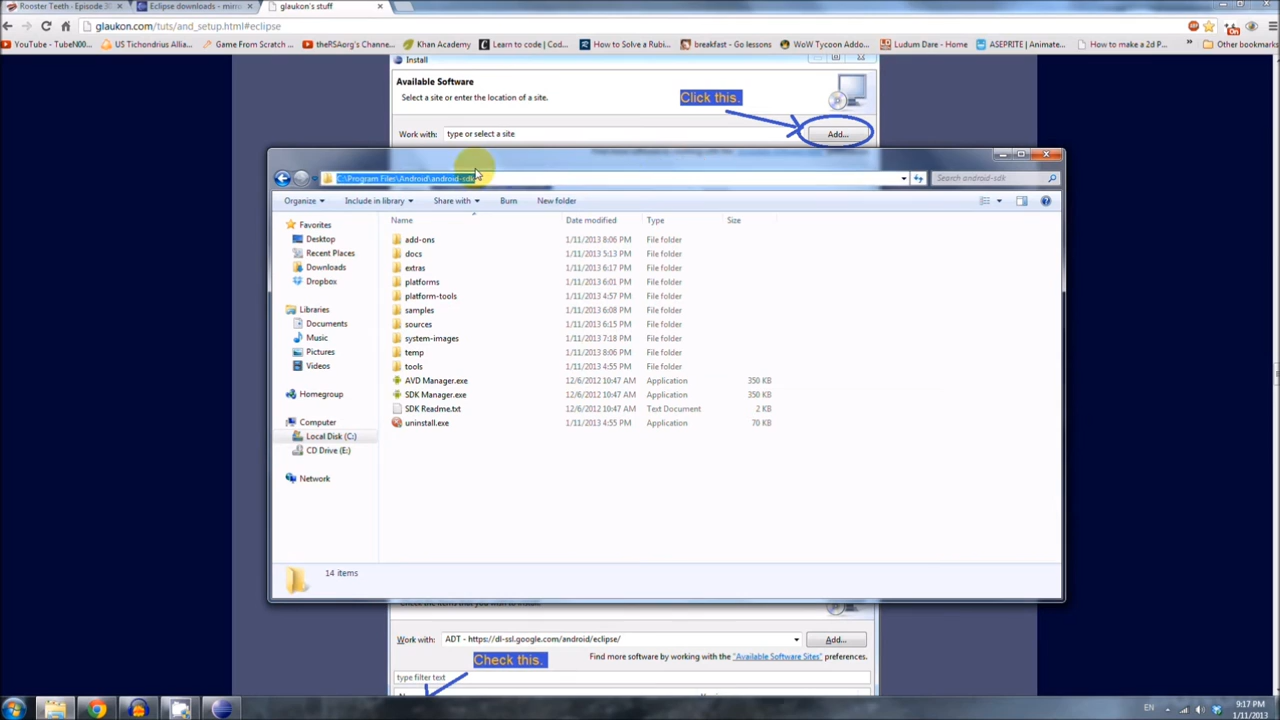 Rooster Teeth - Episode 30
Eclipse downloads - mirro
glaukon's stuff
glaukon.com/tuts/and_setup.html#eclipse
YouTube - TubeN00...
US Tichondrius Allia...
Game From Scratch ...
theRSAorg's Channe...
Khan Academy
Learn to code | Cod...
How to Solve a Rubi...
breakfast - Go lessons
WoW Tycoon Addo...
Ludum Dare - Home
ASEPRITE | Animate...
How to make a 2d P...
»
Other bookmarks
Install
Available Software
Select a site or enter the location of a site.
Click this.
Work with:
type or select a site
Add...
C:\Program Files\Android\android-sdk
Search android-sdk
Organize
Include in library
Share with
Burn
New folder
Name
Date modified
Type
Size
Favorites
Desktop
Recent Places
Downloads
Dropbox
Libraries
Documents
Music
Pictures
Videos
Homegroup
Computer
Local Disk (C:)
CD Drive (E:)
Network
add-ons 1/11/2013 8:06 PM File folder
docs 1/11/2013 5:13 PM File folder
extras 1/11/2013 6:17 PM File folder
platforms 1/11/2013 6:01 PM File folder
platform-tools 1/11/2013 4:57 PM File folder
samples 1/11/2013 6:08 PM File folder
sources 1/11/2013 6:15 PM File folder
system-images 1/11/2013 7:18 PM File folder
temp 1/11/2013 8:06 PM File folder
tools 1/11/2013 4:55 PM File folder
AVD Manager.exe 12/6/2012 10:47 AM Application 350 KB
SDK Manager.exe 12/6/2012 10:47 AM Application 350 KB
SDK Readme.txt 12/6/2012 10:47 AM Text Document 2 KB
uninstall.exe 1/11/2013 4:55 PM Application 70 KB
14 items
Check the items that you wish to install.
Work with:
ADT - https://dl-ssl.google.com/android/eclipse/
Add...
Check this.
Find more software by working with the "Available Software Sites" preferences.
type filter text
EN
9:17 PM
1/11/2013